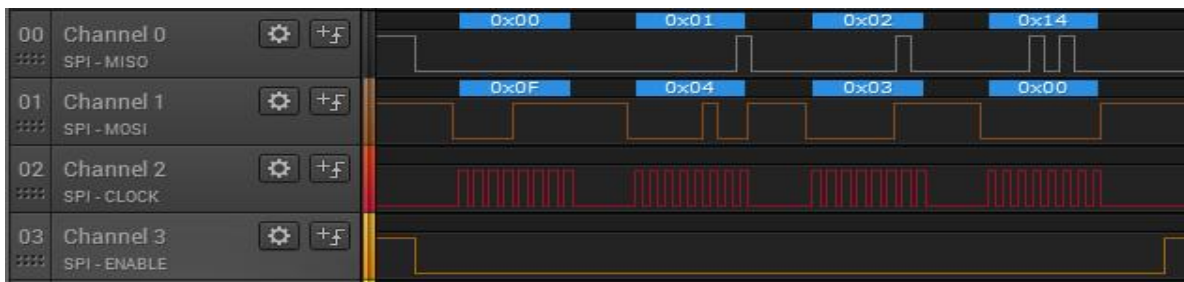 00 Channel 0
SPI - MISO
0x00 0x01 0x02 0x14
01 Channel 1
SPI - MOSI
0x0F 0x04 0x03 0x00
02 Channel 2
SPI - CLOCK
03 Channel 3
SPI - ENABLE